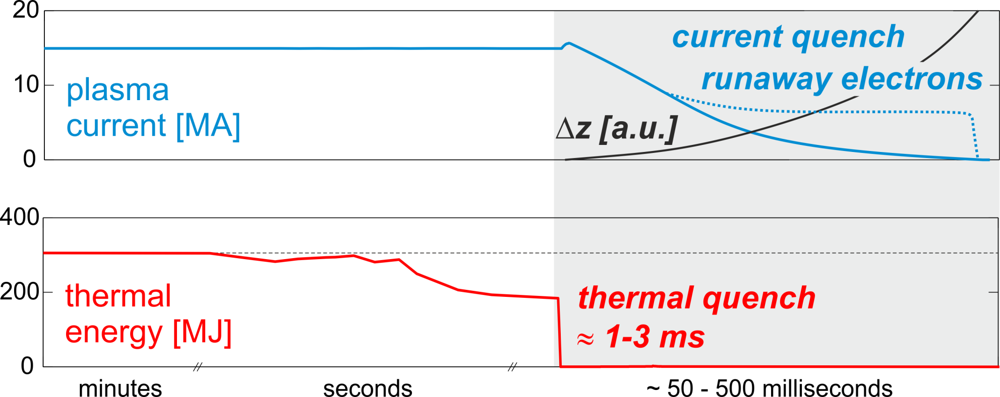 20
10
0
plasma
current [MA]
current quench
runaway electrons
Δz [a.u.]
400
200
0
thermal
energy [MJ]
thermal quench
≈ 1-3 ms
minutes
seconds
~ 50 - 500 milliseconds